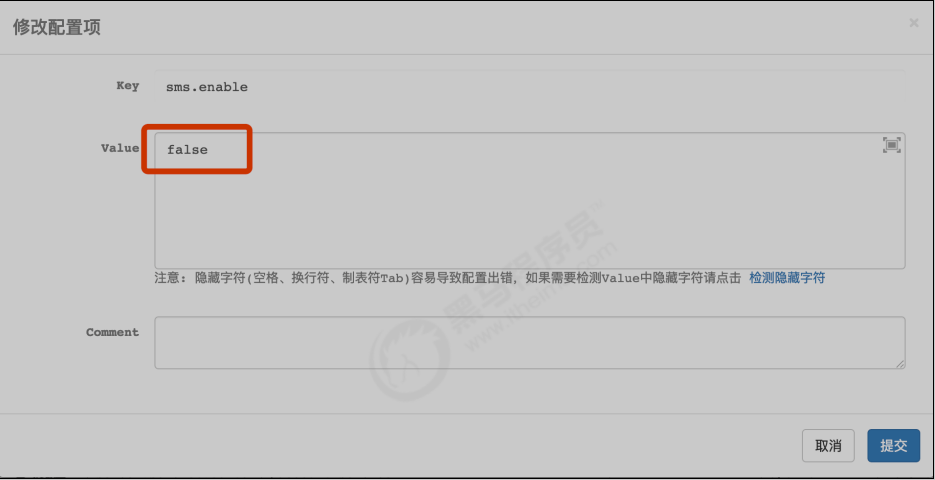 修改配置项
×
Key sms.enable
Value false
注意: 隐藏字符(空格、换行符、制表符Tab)容易导致配置出错, 如果需要检测Value中隐藏字符请点击 检测隐藏字符
黑马程序员™
www.itheima.com
Comment
取消 提交